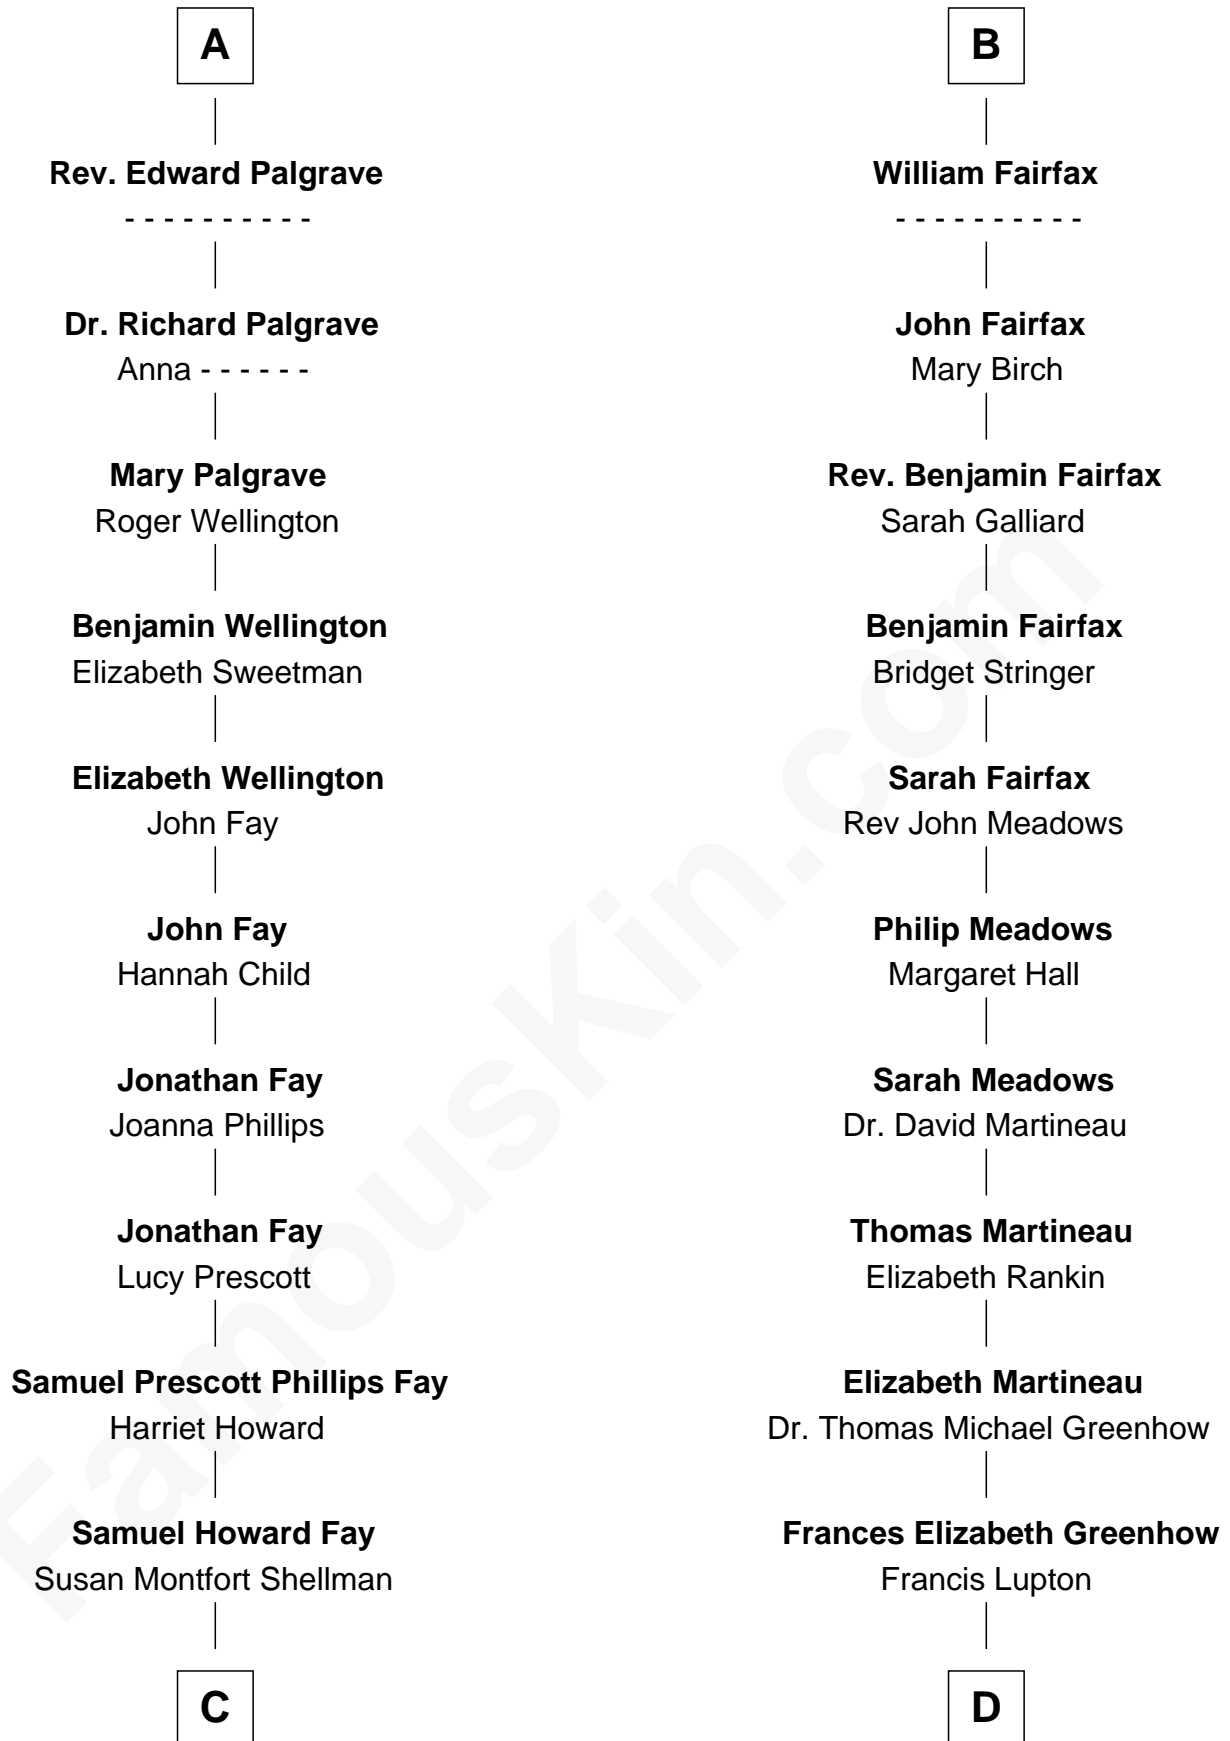 A
Rev. Edward Palgrave
- - - - - - - - - -
Dr. Richard Palgrave
Anna - - - - - -
Mary Palgrave
Roger Wellington
Benjamin Wellington
Elizabeth Sweetman
Elizabeth Wellington
John Fay
John Fay
Hannah Child
Jonathan Fay
Joanna Phillips
Jonathan Fay
Lucy Prescott
Samuel Prescott Phillips Fay
Harriet Howard
Samuel Howard Fay
Susan Montfort Shellman
C
B
William Fairfax
- - - - - - - - - -
John Fairfax
Mary Birch
Rev. Benjamin Fairfax
Sarah Galliard
Benjamin Fairfax
Bridget Stringer
Sarah Fairfax
Rev John Meadows
Philip Meadows
Margaret Hall
Sarah Meadows
Dr. David Martineau
Thomas Martineau
Elizabeth Rankin
Elizabeth Martineau
Dr. Thomas Michael Greenhow
Frances Elizabeth Greenhow
Francis Lupton
D
FamousKin.com